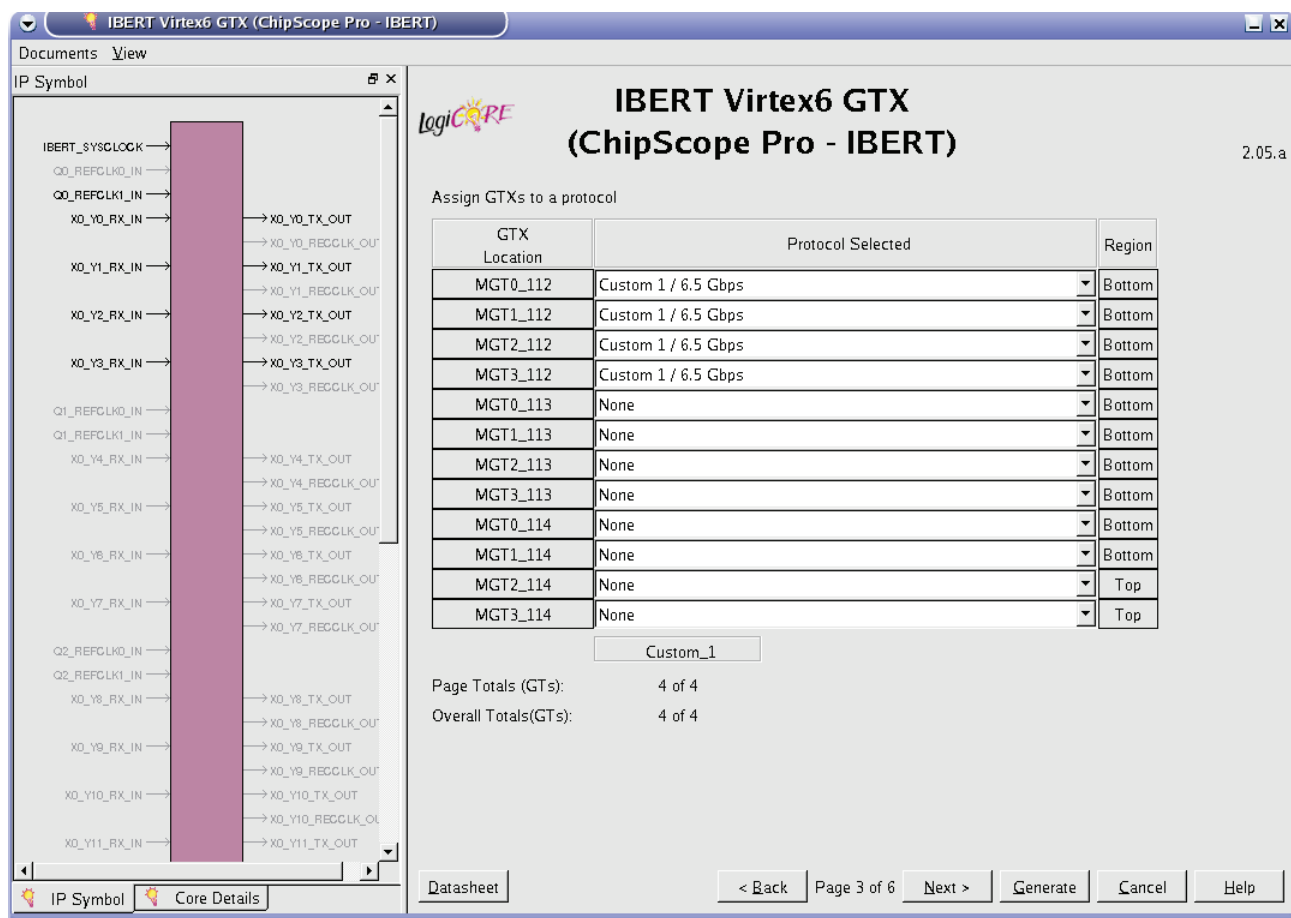 IBERT Virtex6 GTX (ChipScope Pro - IBERT)
Documents View
IP Symbol
IBERT_SYSCLOCK
Q0_REFCLK0_IN
Q0_REFCLK1_IN
X0_Y0_RX_IN X0_Y0_TX_OUT
X0_Y0_RECCLK_OUT
X0_Y1_RX_IN X0_Y1_TX_OUT
X0_Y1_RECCLK_OUT
X0_Y2_RX_IN X0_Y2_TX_OUT
X0_Y2_RECCLK_OUT
X0_Y3_RX_IN X0_Y3_TX_OUT
X0_Y3_RECCLK_OUT
Q1_REFCLK0_IN
Q1_REFCLK1_IN
X0_Y4_RX_IN X0_Y4_TX_OUT
X0_Y4_RECCLK_OUT
X0_Y5_RX_IN X0_Y5_TX_OUT
X0_Y5_RECCLK_OUT
X0_Y6_RX_IN X0_Y6_TX_OUT
X0_Y6_RECCLK_OUT
X0_Y7_RX_IN X0_Y7_TX_OUT
X0_Y7_RECCLK_OUT
Q2_REFCLK0_IN
Q2_REFCLK1_IN
X0_Y8_RX_IN X0_Y8_TX_OUT
X0_Y8_RECCLK_OUT
X0_Y9_RX_IN X0_Y9_TX_OUT
X0_Y9_RECCLK_OUT
X0_Y10_RX_IN X0_Y10_TX_OUT
X0_Y10_RECCLK_OU
X0_Y11_RX_IN X0_Y11_TX_OUT
IP Symbol Core Details
logiCORE
IBERT Virtex6 GTX
(ChipScope Pro - IBERT)
2.05.a
Assign GTXs to a protocol
GTX Location Protocol Selected Region
MGT0_112 Custom 1 / 6.5 Gbps Bottom
MGT1_112 Custom 1 / 6.5 Gbps Bottom
MGT2_112 Custom 1 / 6.5 Gbps Bottom
MGT3_112 Custom 1 / 6.5 Gbps Bottom
MGT0_113 None Bottom
MGT1_113 None Bottom
MGT2_113 None Bottom
MGT3_113 None Bottom
MGT0_114 None Bottom
MGT1_114 None Bottom
MGT2_114 None Top
MGT3_114 None Top
Custom_1
Page Totals (GTs): 4 of 4
Overall Totals(GTs): 4 of 4
Datasheet < Back Page 3 of 6 Next > Generate Cancel Help